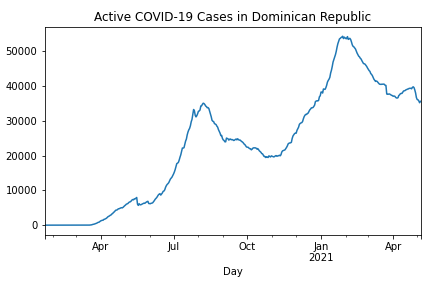 Active COVID-19 Cases in Dominican Republic
50000
40000
30000
20000
10000
0
Apr Jul Oct Jan Apr
2021
Day